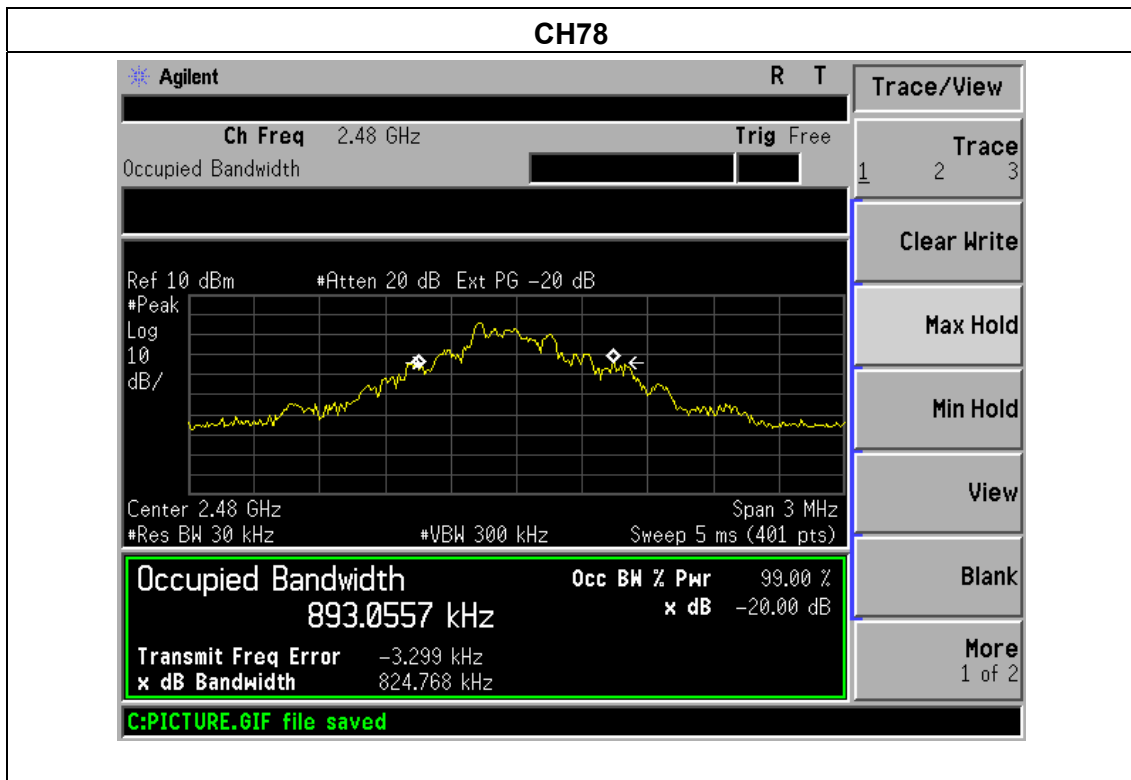 CH78
Agilent R T
Trace/View
Ch Freq 2.48 GHz Trig Free
Occupied Bandwidth
Trace
1 2 3
Clear Write
Ref 10 dBm #Atten 20 dB Ext PG -20 dB
#Peak
Log
10
dB/
Max Hold
Min Hold
View
Center 2.48 GHz Span 3 MHz
#Res BW 30 kHz #VBW 300 kHz Sweep 5 ms (401 pts)
Occupied Bandwidth Occ BW % Pwr 99.00 %
893.0557 kHz x dB -20.00 dB
Blank
Transmit Freq Error -3.299 kHz
x dB Bandwidth 824.768 kHz
More
1 of 2
C:PICTURE.GIF file saved